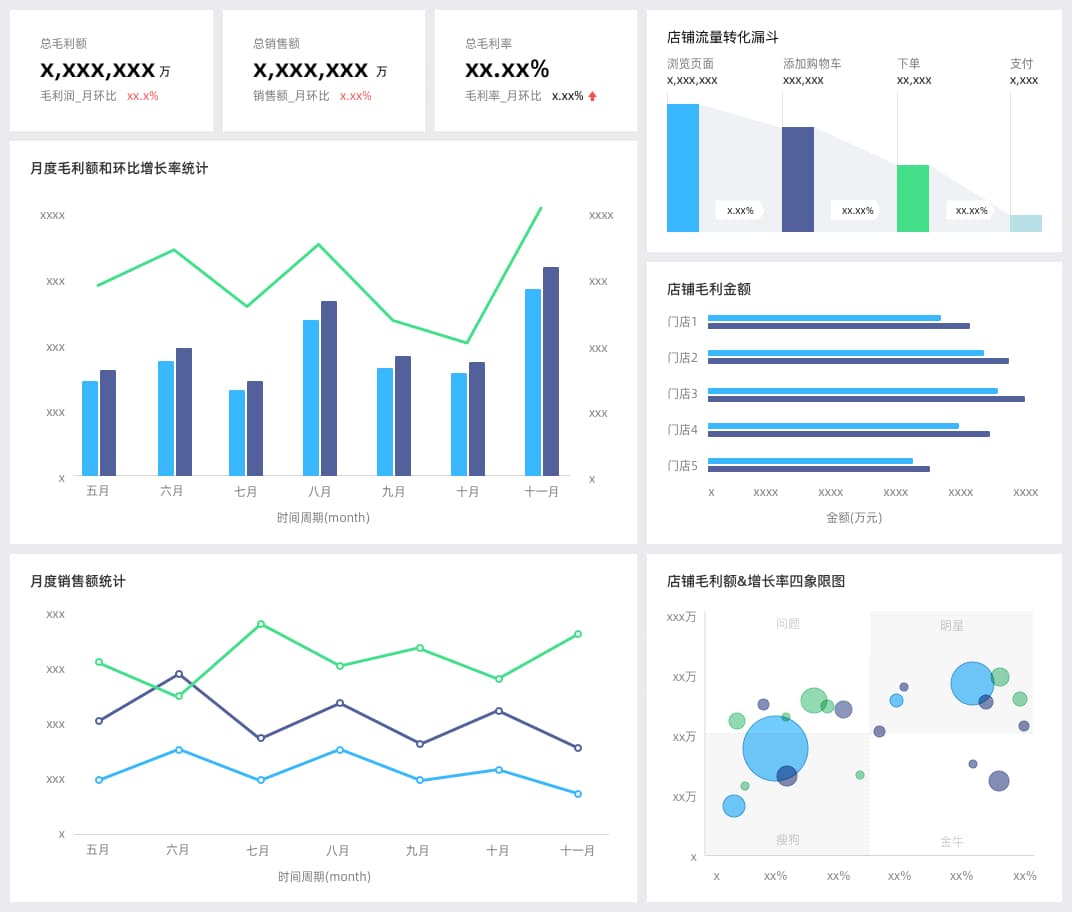 总毛利额
x,xxx,xxx 万
毛利润_月环比 xx.x%
总销售额
x,xxx,xxx 万
销售额_月环比 x.xx%
总毛利率
xx.xx%
毛利率_月环比 x.xx%
店铺流量转化漏斗
浏览页面 添加购物车 下单 支付
x,xxx,xxx xxx,xxx xx,xxx x,xxx
x.xx% xx.xx% xx.xx%
月度毛利额和环比增长率统计
xxxx xxxx
xxx xxx
xxx xxx
xxx xxx
x x
五月 六月 七月 八月 九月 十月 十一月
时间周期(month)
店铺毛利金额
门店1
门店2
门店3
门店4
门店5
x xxxx xxxx xxxx xxxx xxxx
金额(万元)
月度销售额统计
xxx
xxx
xxx
xxx
x
五月 六月 七月 八月 九月 十月 十一月
时间周期(month)
店铺毛利额&增长率四象限图
xxx万
问题 明星
xx万
xx万
xx万
瘦狗 金牛
x
x xx% xx% xx% xx% xx%